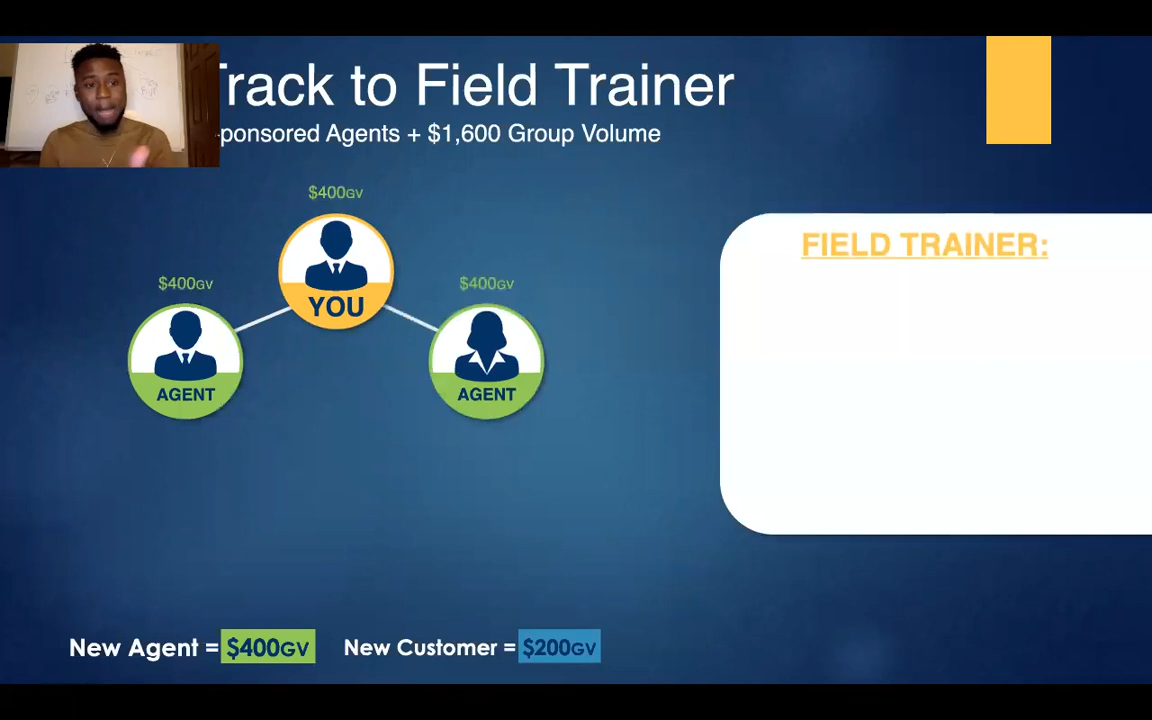 Track to Field Trainer
ponsored Agents + $1,600 Group Volume
$400GV
$400GV
$400GV
YOU
AGENT
AGENT
FIELD TRAINER:
New Agent = $400GV
New Customer = $200GV